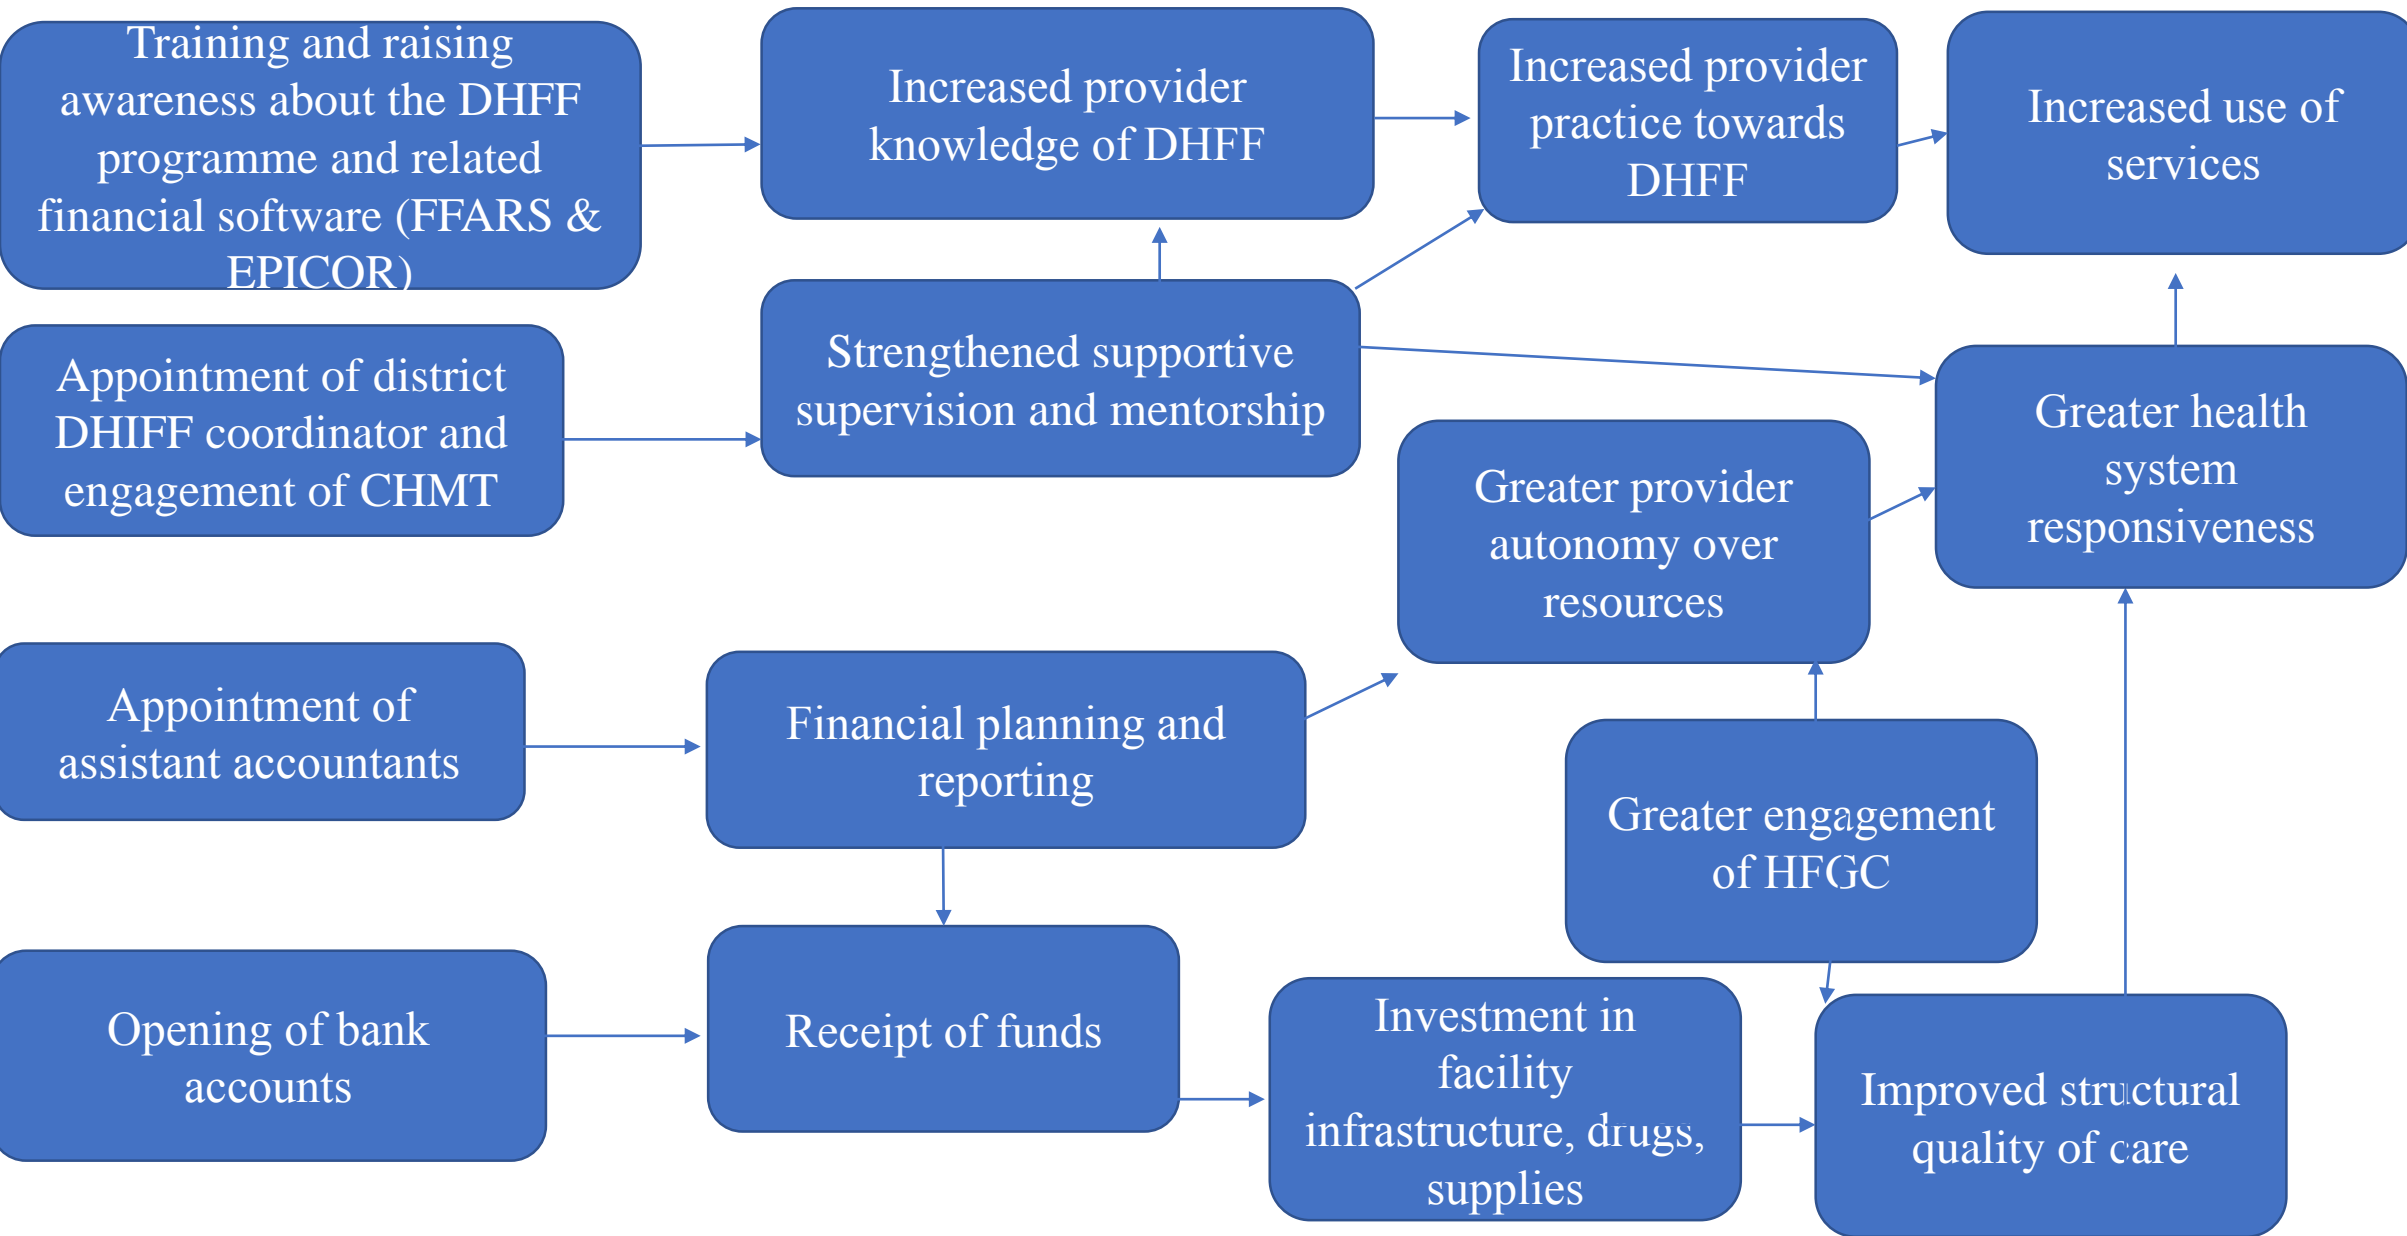 Training and raising
awareness about the DHFF
programme and related
financial software (FFARS &
EPICOR)
Increased provider
knowledge of DHFF
Increased provider
practice towards
DHFF
Increased use of
services
Appointment of district
DHIFF coordinator and
engagement of CHMT
Strengthened supportive
supervision and mentorship
Greater provider
autonomy over
resources
Greater health
system
responsiveness
Appointment of
assistant accountants
Financial planning and
reporting
Greater engagement
of HFGC
Opening of bank
accounts
Receipt of funds
Investment in
facility
infrastructure, drugs,
supplies
Improved structural
quality of care